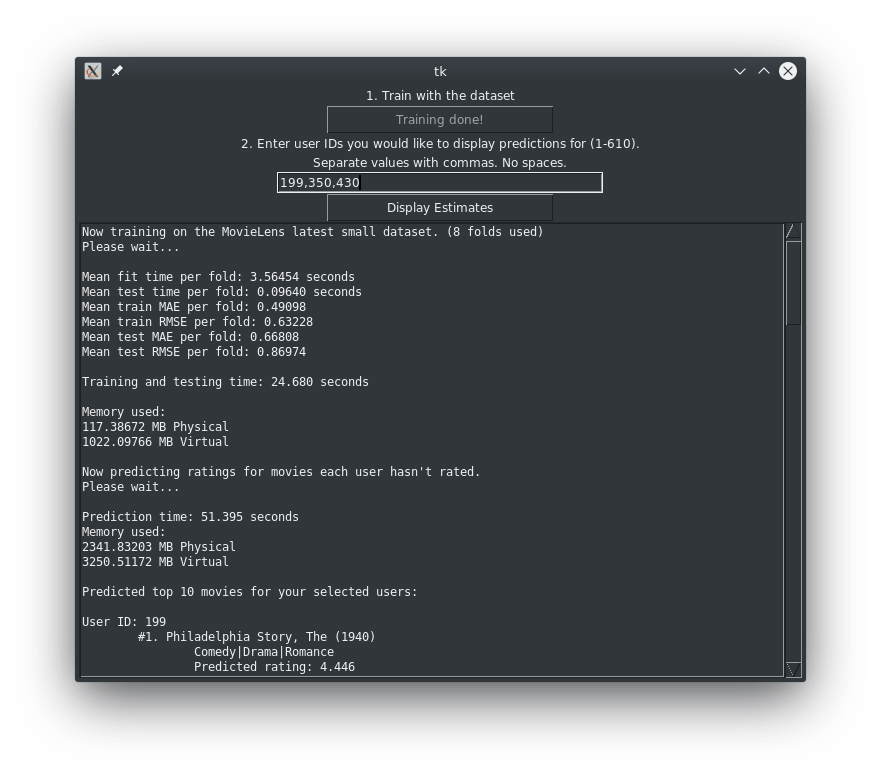 tk
1. Train with the dataset
Training done!
2. Enter user IDs you would like to display predictions for (1-610).
Separate values with commas. No spaces.
199,350,430
Display Estimates
Now training on the MovieLens latest small dataset. (8 folds used)
Please wait...
Mean fit time per fold: 3.56454 seconds
Mean test time per fold: 0.09640 seconds
Mean train MAE per fold: 0.49098
Mean train RMSE per fold: 0.63228
Mean test MAE per fold: 0.66808
Mean test RMSE per fold: 0.86974
Training and testing time: 24.680 seconds
Memory used:
117.38672 MB Physical
1022.09766 MB Virtual
Now predicting ratings for movies each user hasn't rated.
Please wait...
Prediction time: 51.395 seconds
Memory used:
2341.83203 MB Physical
3250.51172 MB Virtual
Predicted top 10 movies for your selected users:
User ID: 199
#1. Philadelphia Story, The (1940)
Comedy|Drama|Romance
Predicted rating: 4.446